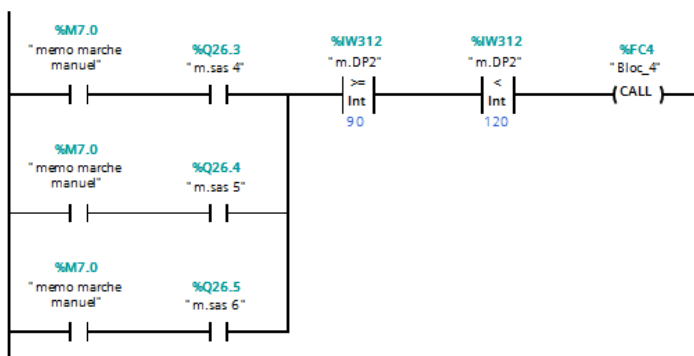 %M7.0
"memo marche
manuel"
%Q26.3
"m.sas 4"
%IW312
"m.DP2"
>=
Int
90
%IW312
"m.DP2"
<
Int
120
%FC4
"Bloc_4"
(CALL)
%M7.0
"memo marche
manuel"
%Q26.4
"m.sas 5"
%M7.0
"memo marche
manuel"
%Q26.5
"m.sas 6"